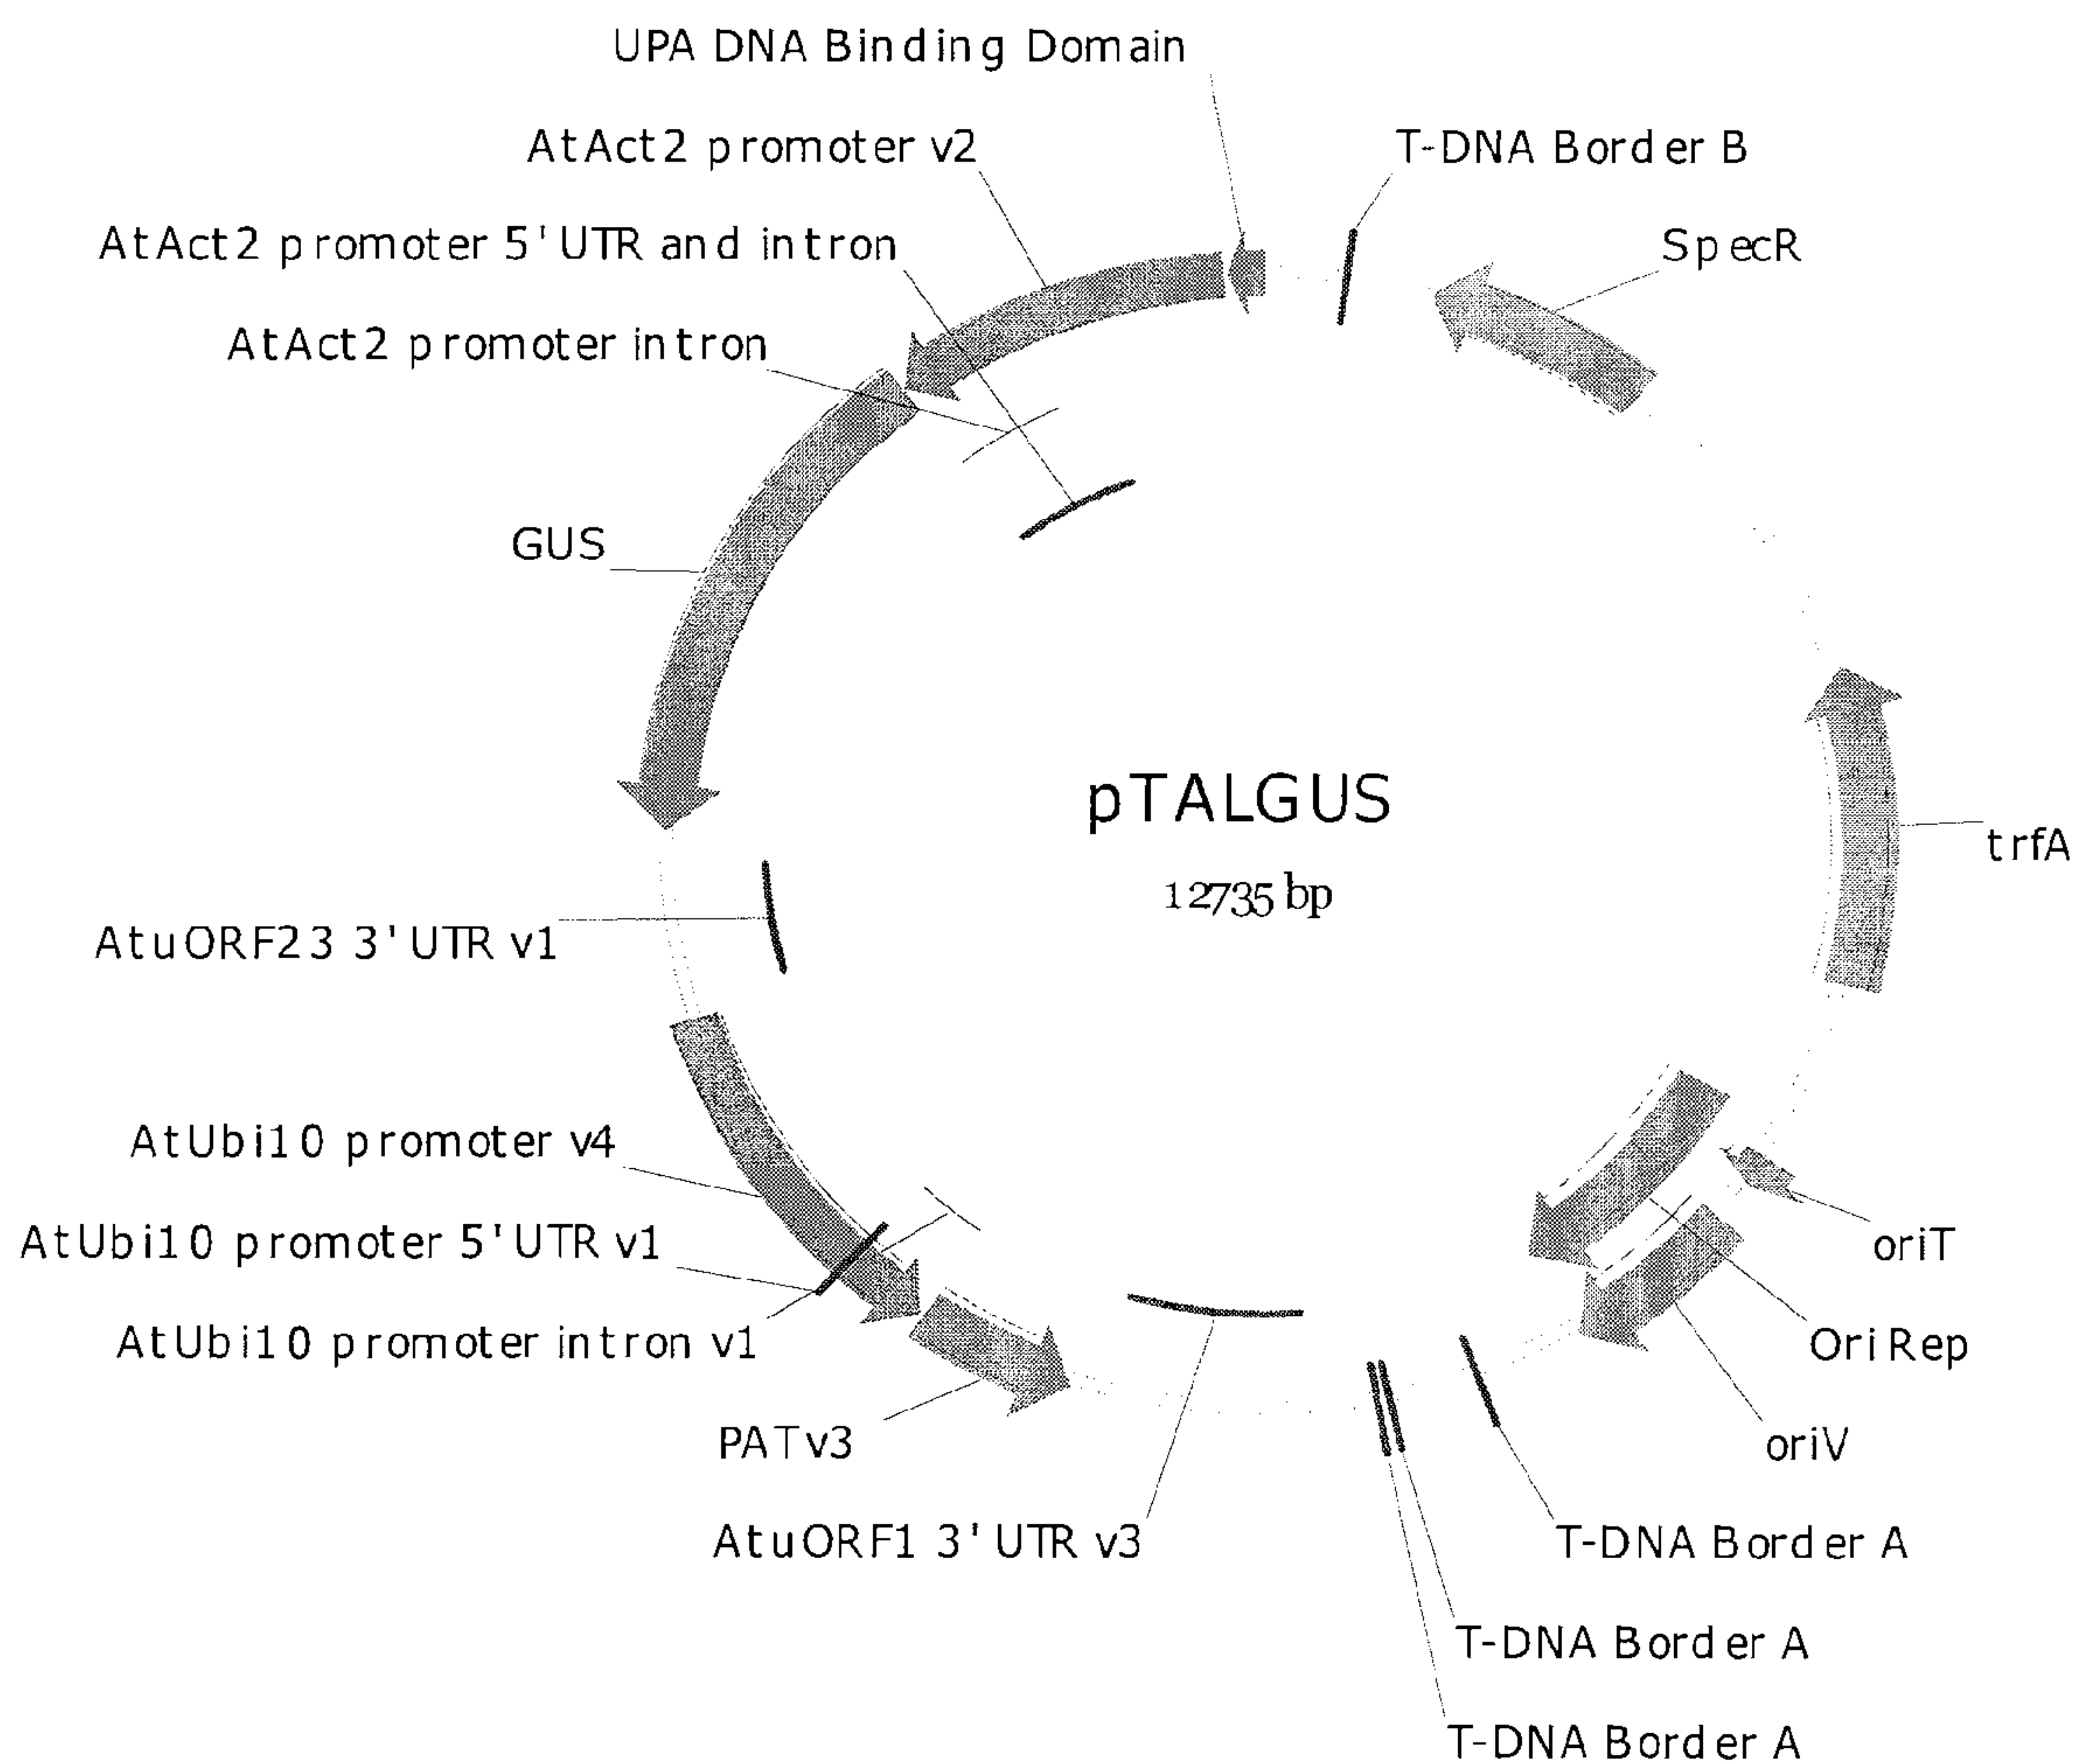 UPA DNA Binding Domain
AtAct2 promoter v2
T-DNA Border B
AtAct2 promoter 5'UTR and intron
SpecR
AtAct2 promoter intron
GUS
pTALGUS
trfA
12735 bp
AtuORF23 3'UTR v1
AtUbi10 promoter v4
AtUbi10 promoter 5'UTR v1
oriT
AtUbi10 promoter intron v1
Ori Rep
PATv3
oriV
AtuORF1 3'UTR v3
T-DNA Border A
T-DNA Border A
T-DNA Border A